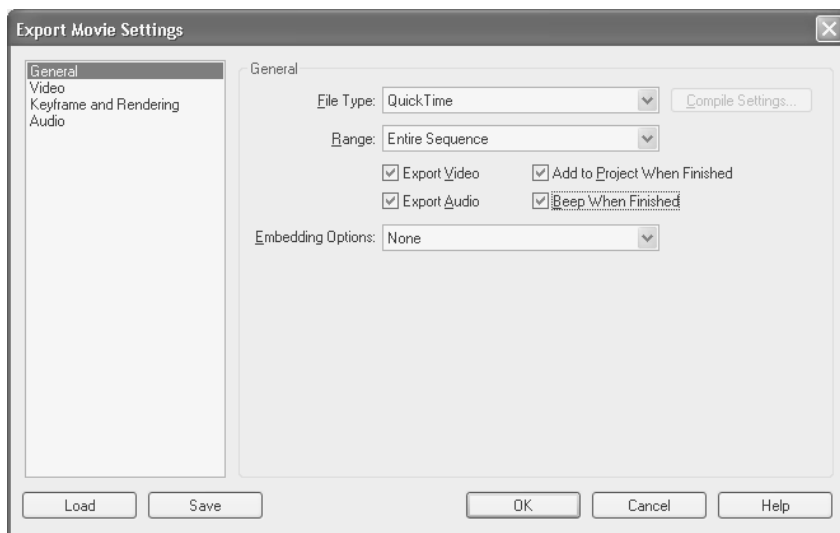 Export Movie Settings
General
Video
Keyframe and Rendering
Audio
General
File Type: QuickTime Compile Settings...
Range: Entire Sequence
Export Video Add to Project When Finished
Export Audio Beep When Finished
Embedding Options: None
Load Save OK Cancel Help